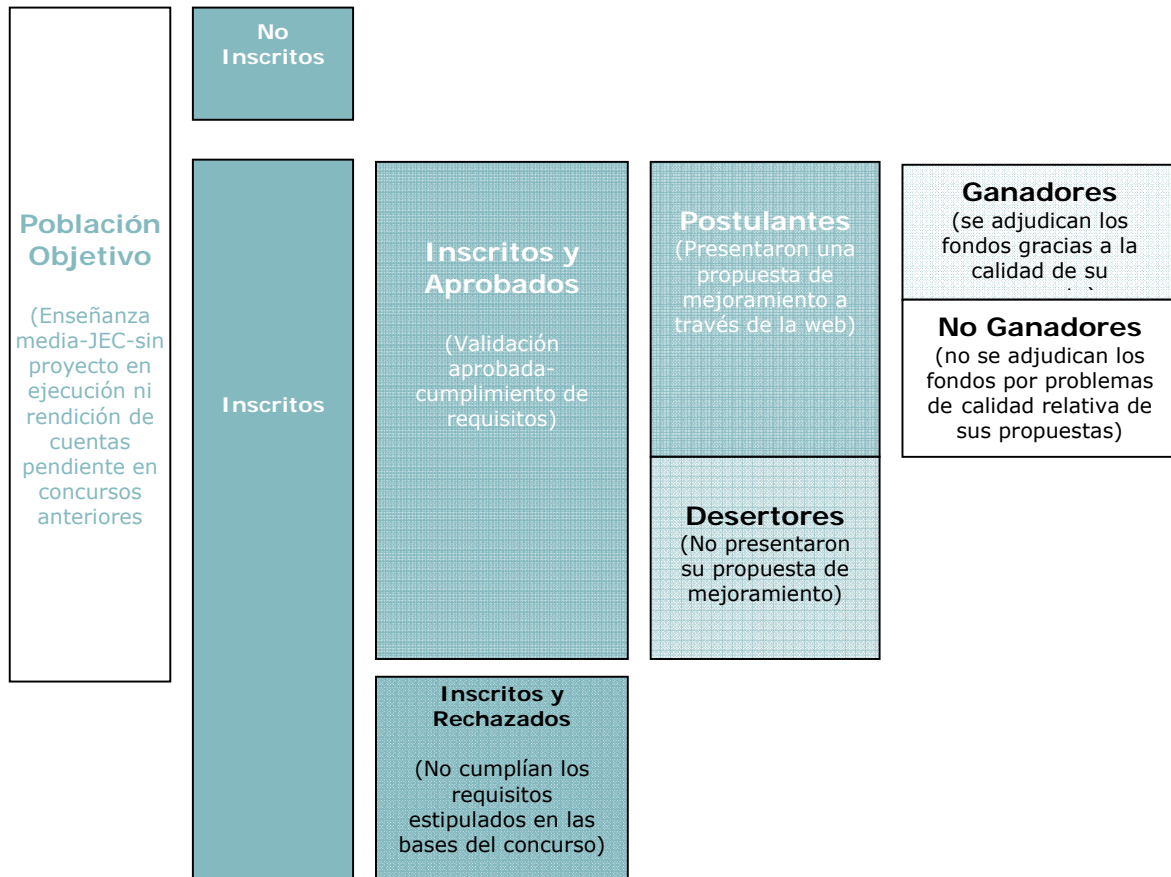 Población
Objetivo
(Enseñanza
media-JEC-sin
proyecto en
ejecución ni
rendición de
cuentas
pendiente en
concursos
anteriores
No
Inscritos
Inscritos
Inscritos y
Aprobados
(Validación
aprobada-
cumplimiento de
requisitos)
Inscritos y
Rechazados
(No cumplían los
requisitos
estipulados en las
bases del concurso)
Postulantes
(Presentaron una
propuesta de
mejoramiento a
través de la web)
Desertores
(No presentaron
su propuesta de
mejoramiento)
Ganadores
(se adjudican los
fondos gracias a la
calidad de su
No Ganadores
(no se adjudican los
fondos por problemas
de calidad relativa de
sus propuestas)